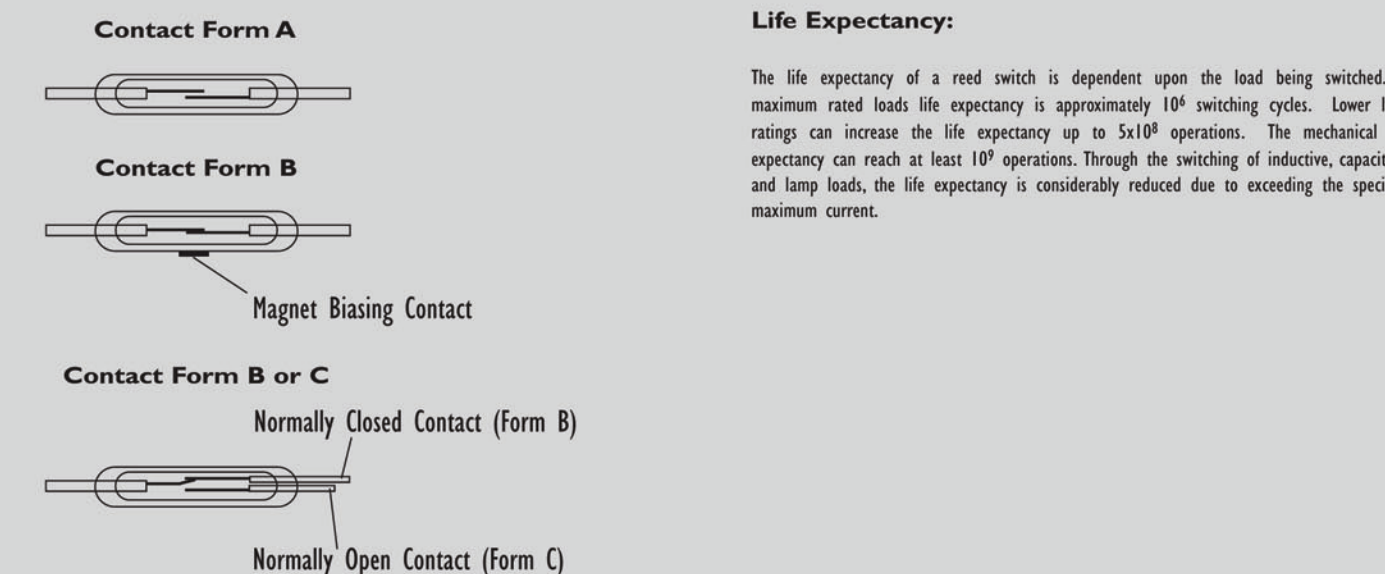 Contact Form A
Contact Form B
Magnet Biasing Contact
Contact Form B or C
Normally Closed Contact (Form B)
Normally Open Contact (Form C)
Life Expectancy:
The life expectancy of a reed switch is dependent upon the load being switched.
maximum rated loads life expectancy is approximately 10⁶ switching cycles. Lower
ratings can increase the life expectancy up to 5x10⁸ operations. The mechanical
expectancy can reach at least 10⁹ operations. Through the switching of inductive,
and lamp loads, the life expectancy is considerably reduced due to exceeding the
maximum current.